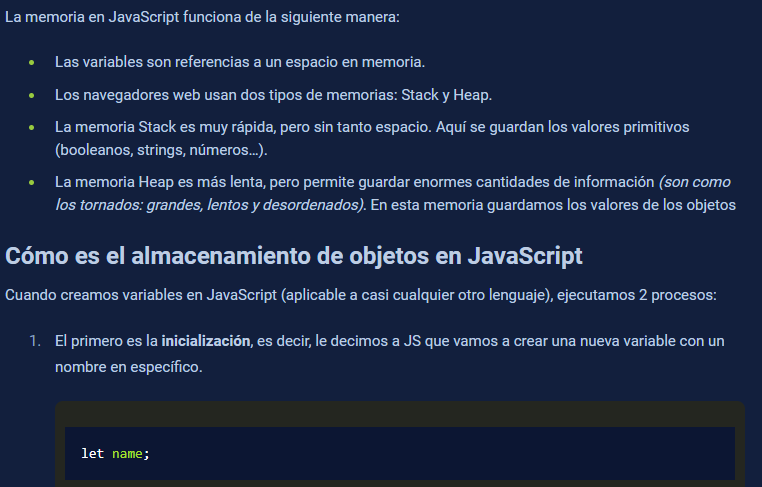 La memoria en JavaScript funciona de la siguiente manera:
• Las variables son referencias a un espacio en memoria.
• Los navegadores web usan dos tipos de memorias: Stack y Heap.
• La memoria Stack es muy rápida, pero sin tanto espacio. Aquí se guardan los valores primitivos
(booleanos, strings, números…).
• La memoria Heap es más lenta, pero permite guardar enormes cantidades de información (son como
los tornados: grandes, lentos y desordenados). En esta memoria guardamos los valores de los objetos
Cómo es el almacenamiento de objetos en JavaScript
Cuando creamos variables en JavaScript (aplicable a casi cualquier otro lenguaje), ejecutamos 2 procesos:
1. El primero es la inicialización, es decir, le decimos a JS que vamos a crear una nueva variable con un
nombre en específico.
let name;